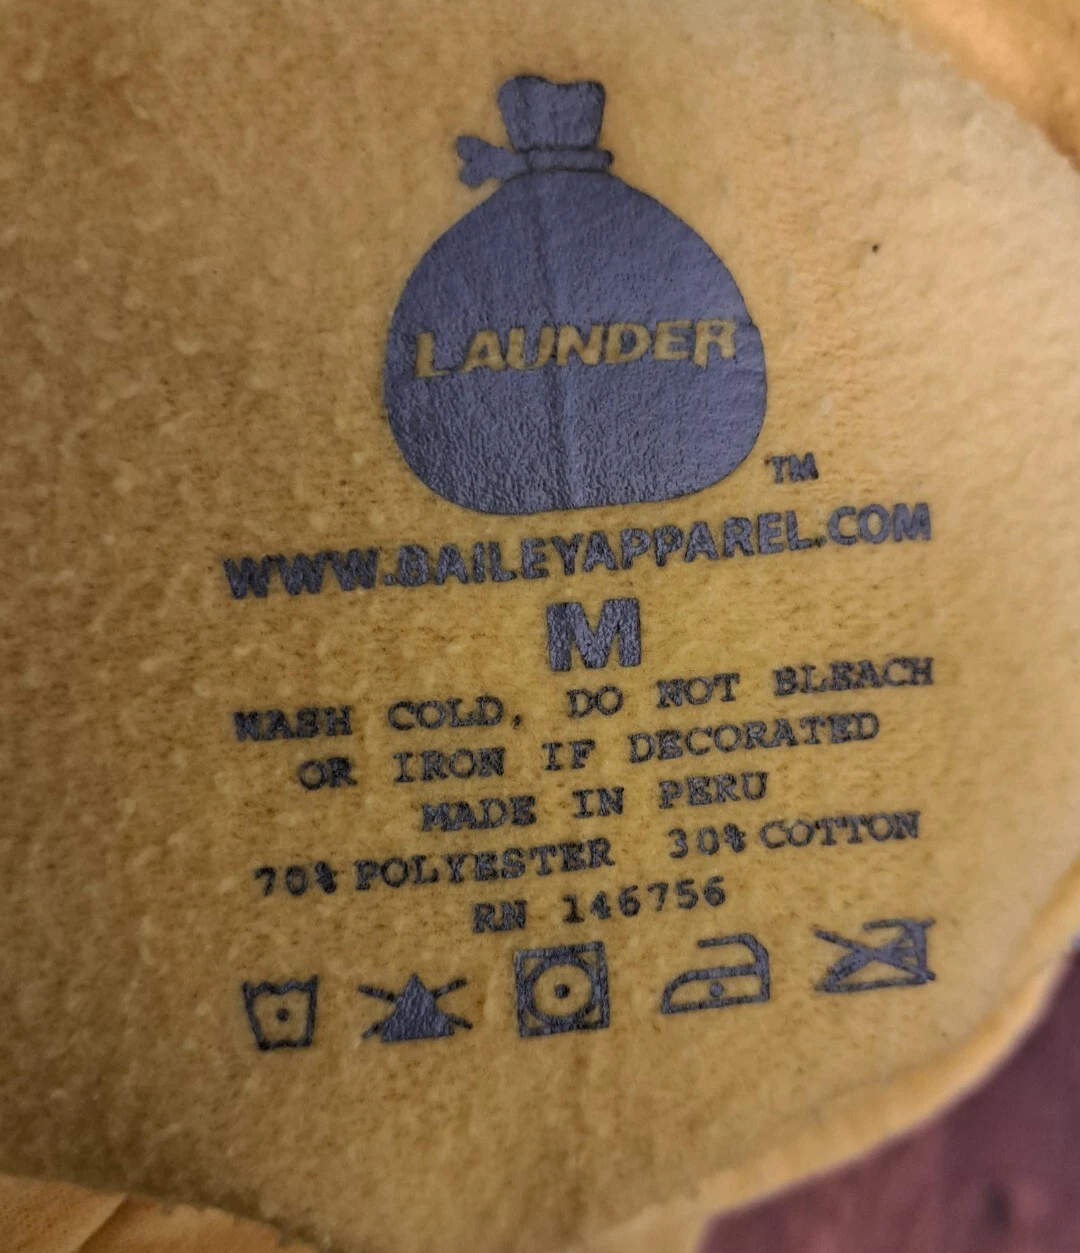 LAUNDER
TM
WWW.BAILEYAPPAREL.COM
M
WASH COLD, DO NOT BLEACH
OR IRON IF DECORATED
MADE IN PERU
70% POLYESTER 30% COTTON
RN 146756